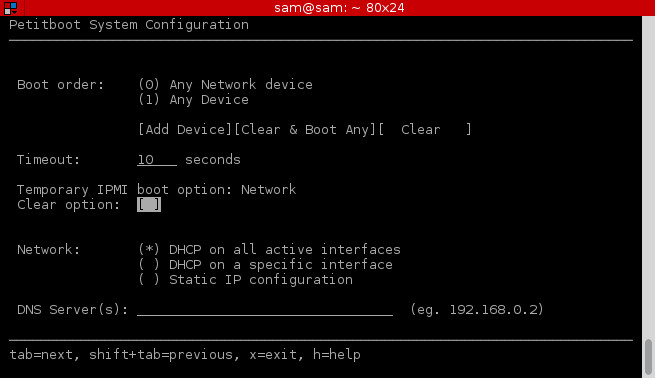 sam@sam: ~ 80x24
Petitboot System Configuration
Boot order: (0) Any Network device
(1) Any Device
[Add Device][Clear & Boot Any][ Clear ]
Timeout: 10 seconds
Temporary IPMI boot option: Network
Clear option: [ ]
Network: (*) DHCP on all active interfaces
( ) DHCP on a specific interface
( ) Static IP configuration
DNS Server(s): ________________________________ (eg. 192.168.0.2)
tab=next, shift+tab=previous, x=exit, h=help